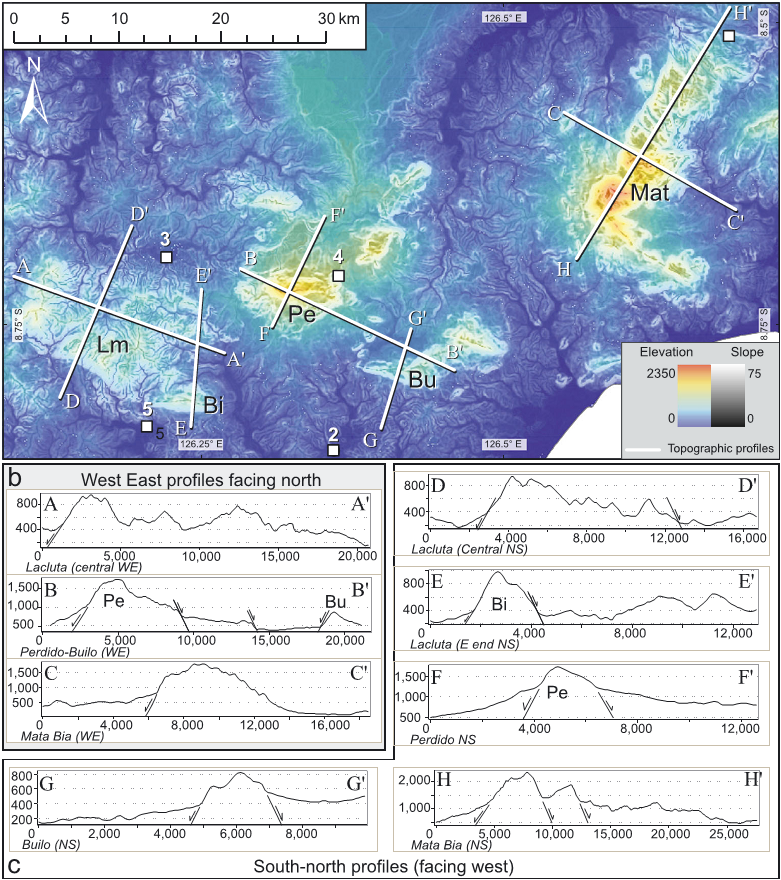 0 10 20 30 km
126.5° E
H'
8.5° S
N
C
Mat
C'
D'
F'
3
A
E'
B
4
H
8.75° S
Pe
F
G'
Lm
A'
B'
Bu
D
Bi
5
5
E
126.25° E
G
2
126.5° E
8.75° S
Elevation Slope
2350 75
0 0
Topographic profiles
b West East profiles facing north
A A'
800
400
0 5,000 10,000 15,000 20,000
Lacluta (central WE)
B B'
1,500
1,000
500
Pe Bu
0 5,000 10,000 15,000 20,000
Perdido-Builo (WE)
C C'
1,500
1,000
500
0 4,000 8,000 12,000 16,000
Mata Bia (WE)
D D'
800
400
0 4,000 8,000 12,000 16,000
Lacluta (Central NS)
E E'
800
400
Bi
0 4,000 8,000 12,000
Lacluta (E end NS)
F F'
1,500
1,000
500
Pe
0 4,000 8,000 12,000
Perdido NS
G G'
800
600
400
200
0 2,000 4,000 6,000 8,000
Builo (NS)
H H'
2,000
1,000
0 5,000 10,000 15,000 20,000 25,000
Mata Bia (NS)
c South-north profiles (facing west)